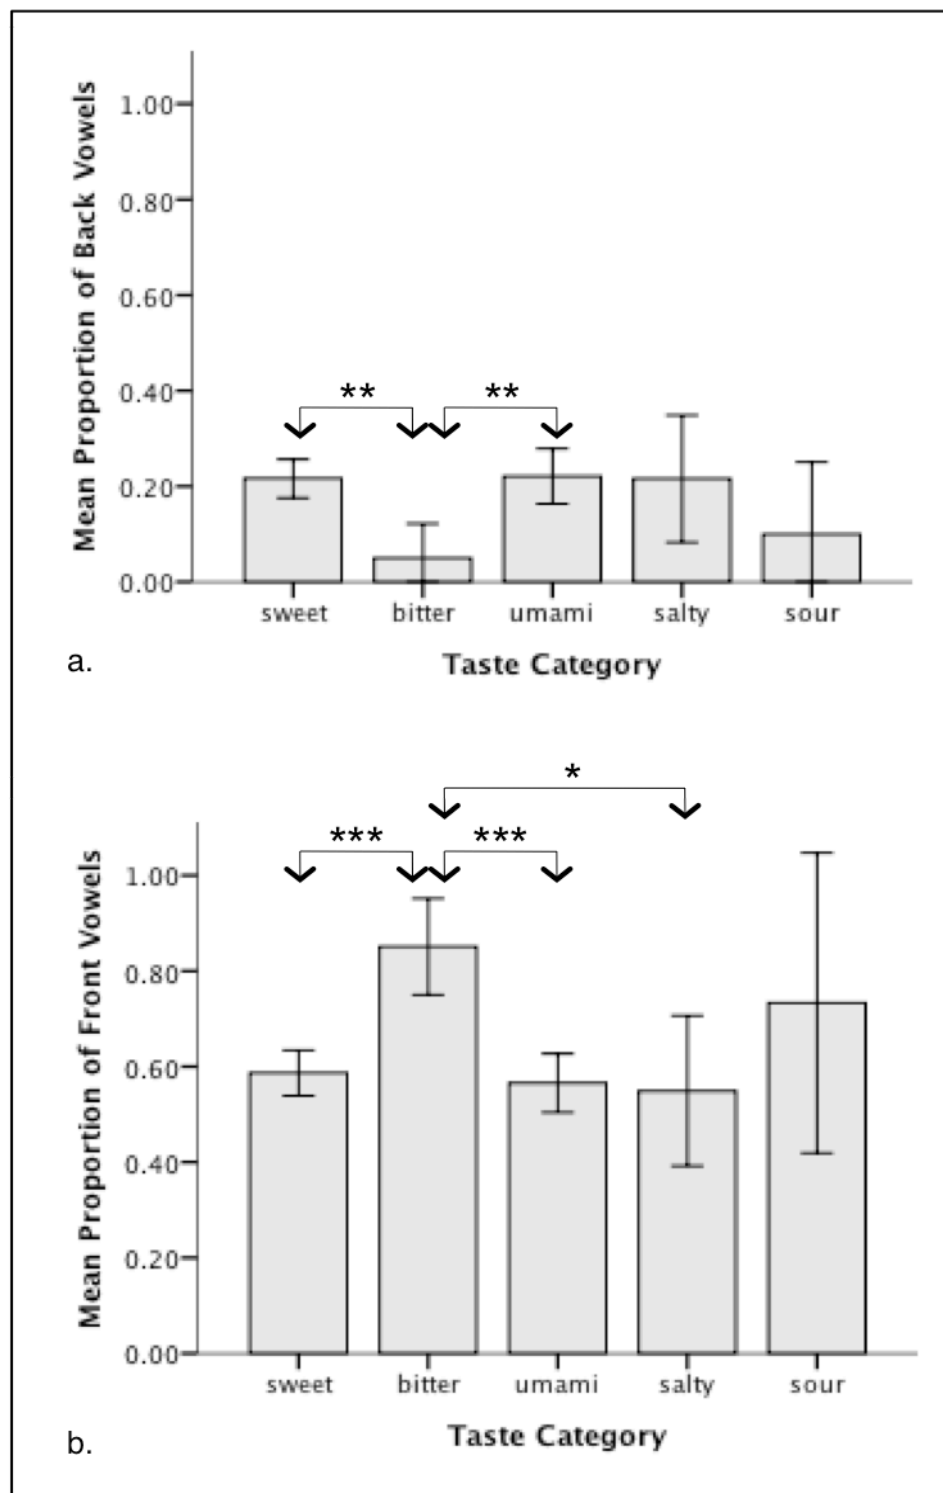 Mean Proportion of Back Vowels
1.00
0.80
0.60
0.40
0.20
0.00
** **
sweet bitter umami salty sour
Taste Category
a.
Mean Proportion of Front Vowels
*
*** ***
1.00
0.80
0.60
0.40
0.20
0.00
sweet bitter umami salty sour
Taste Category
b.